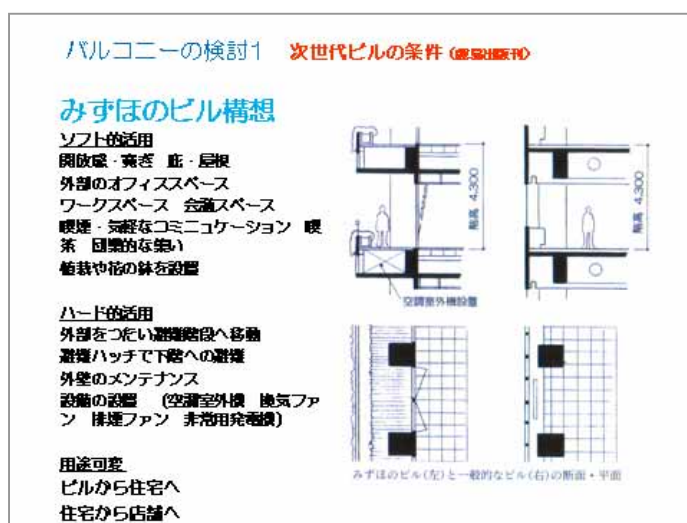 バルコニーの検討1 次世代ビルの条件
みずほのビル構想
ソフト的活用
開放感・寛ぎ 庇・屋根
外部のオフィススペース
ワークスペース 会議スペース
喫煙・気軽なコミニュケーション 喫
茶 団欒的な集い
植栽や花の鉢を設置
ハード的活用
外部をつたい避難階段へ移動
避難ハッチで下階への避難
外壁のメンテナンス
設備の設置 (空調室外機 換気ファ
ン 排煙ファン 非常用発電機)
用途可変
ビルから住宅へ
住宅から店舗へ
階高 4,300
階高 4,300
空調室外機設置
みずほのビル(左)と一般的なビル(右)の断面・平面